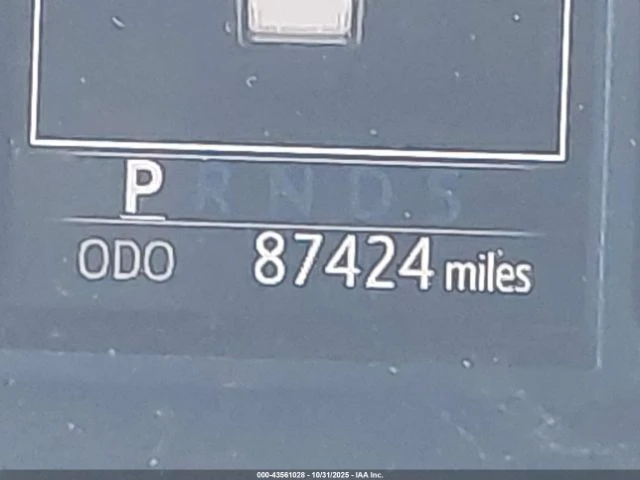 P R N D S
ODO 87424 miles
000-43561028 - 10/31/2025 - IAA Inc.